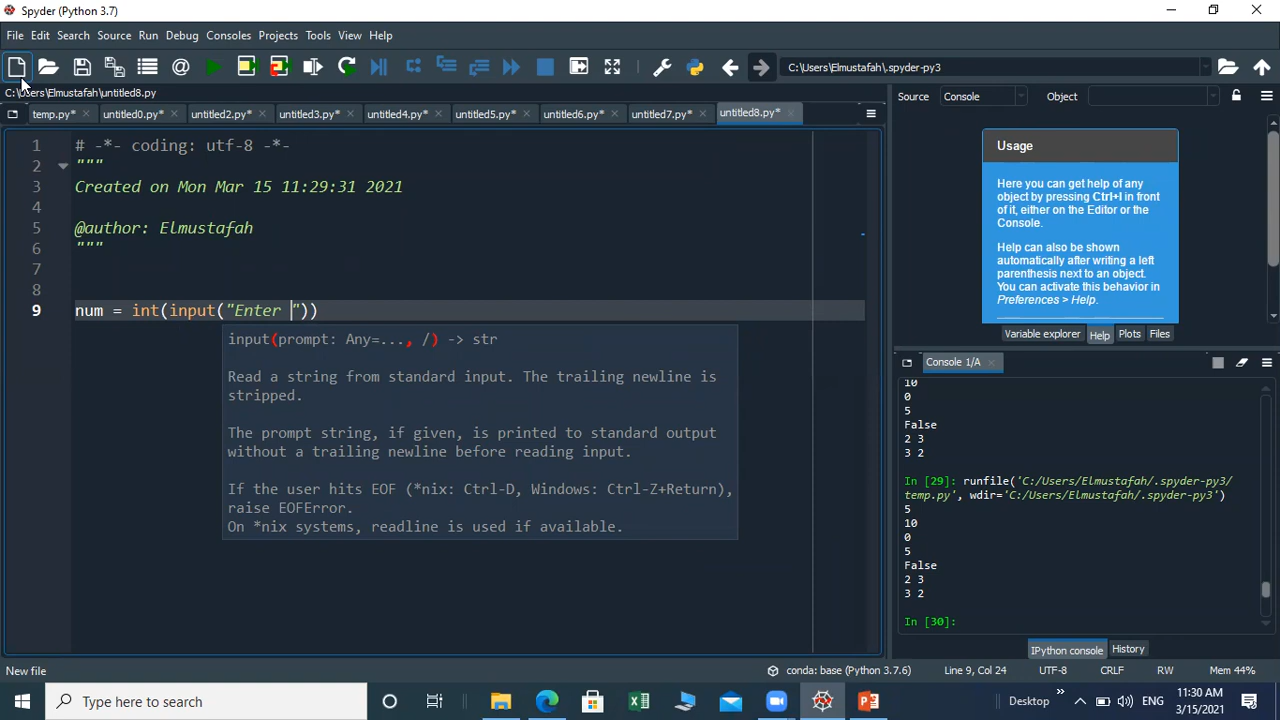 Spyder (Python 3.7)
File Edit Search Source Run Debug Consoles Projects Tools View Help
C:\Users\Elmustafah\.spyder-py3
C:\Users\Elmustafah\untitled8.py
temp.py* untitled0.py* untitled2.py* untitled3.py* untitled4.py* untitled5.py* untitled6.py* untitled7.py* untitled8.py*
1 # -*- coding: utf-8 -*-
2 """
3 Created on Mon Mar 15 11:29:31 2021
4
5 @author: Elmustafah
6 """
7
8
9 num = int(input("Enter "))
input(prompt: Any=..., /) -> str
Read a string from standard input. The trailing newline is
stripped.
The prompt string, if given, is printed to standard output
without a trailing newline before reading input.
If the user hits EOF (*nix: Ctrl-D, Windows: Ctrl-Z+Return),
raise EOFError.
On *nix systems, readline is used if available.
Source Console Object
Usage
Here you can get help of any
object by pressing Ctrl+I in front
of it, either on the Editor or the
Console.
Help can also be shown
automatically after writing a left
parenthesis next to an object.
You can activate this behavior in
Preferences > Help.
Variable explorer Help Plots Files
Console 1/A
10
0
5
False
2 3
3 2
In [29]: runfile('C:/Users/Elmustafah/.spyder-py3/
temp.py', wdir='C:/Users/Elmustafah/.spyder-py3')
5
10
0
5
False
2 3
3 2
In [30]:
IPython console History
New file conda: base (Python 3.7.6) Line 9, Col 24 UTF-8 CRLF RW Mem 44%
Type here to search Desktop ENG 11:30 AM
3/15/2021